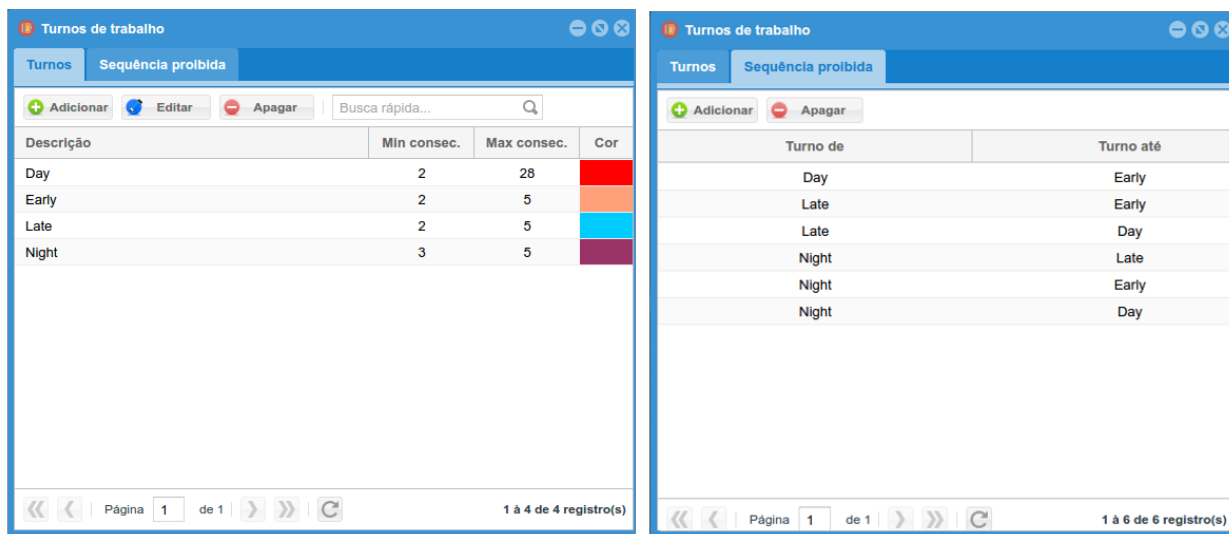 Turnos de trabalho
Turnos Sequência proibida
Adicionar Editar Apagar Busca rápida...
Descrição Min consec. Max consec. Cor
Day 2 28
Early 2 5
Late 2 5
Night 3 5
Página 1 de 1 1 à 4 de 4 registro(s)
Turnos de trabalho
Turnos Sequência proibida
Adicionar Apagar
Turno de Turno até
Day Early
Late Early
Late Day
Night Late
Night Early
Night Day
Página 1 de 1 1 à 6 de 6 registro(s)